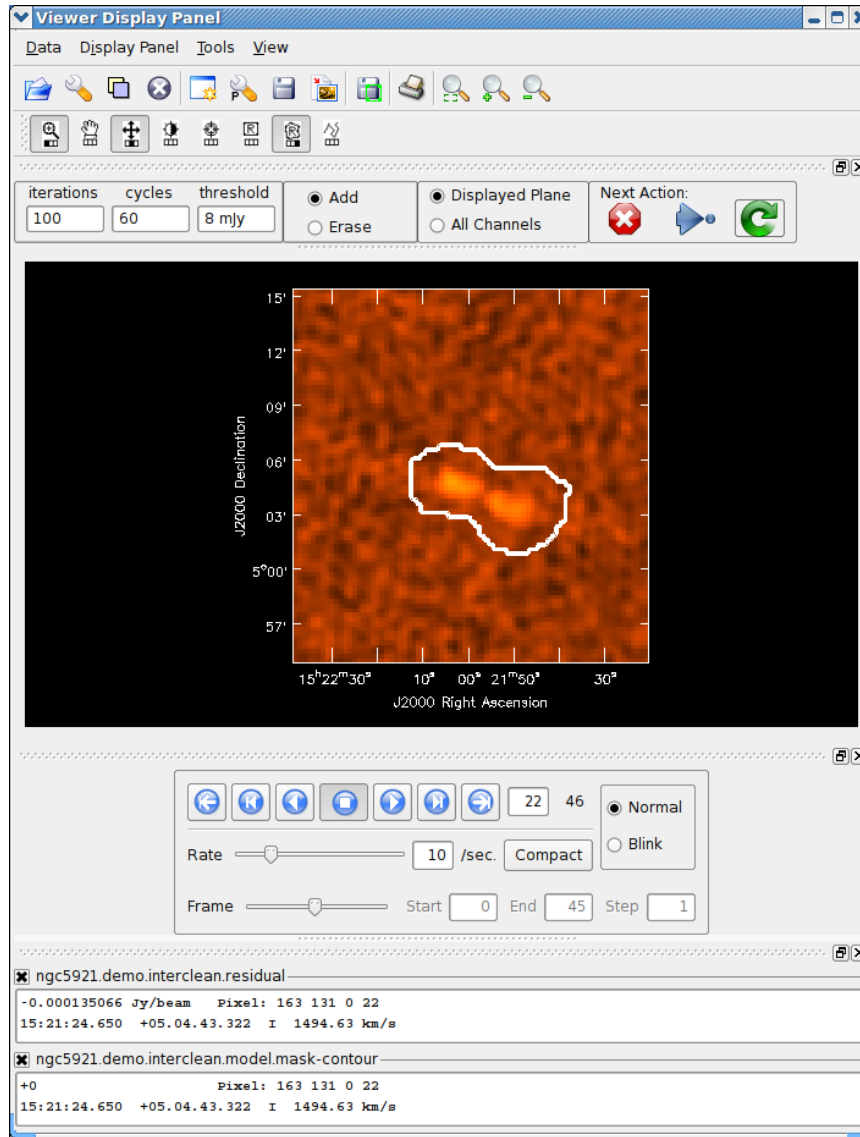 Viewer Display Panel
Data Display Panel Tools View
iterations cycles threshold
100 60 8 mJy
Add
Erase
Displayed Plane
All Channels
Next Action:
15'
12'
09'
06'
03'
5°00'
57'
J2000 Declination
15ʰ22ᵐ30ˢ 10ˢ 00ˢ 21ᵐ50ˢ 30ˢ
J2000 Right Ascension
22 46
Normal
Blink
Rate 10 /sec. Compact
Frame Start 0 End 45 Step 1
ngc5921.demo.interclean.residual
-0.000135066 Jy/beam Pixel: 163 131 0 22
15:21:24.650 +05.04.43.322 I 1494.63 km/s
ngc5921.demo.interclean.model.mask-contour
+0 Pixel: 163 131 0 22
15:21:24.650 +05.04.43.322 I 1494.63 km/s